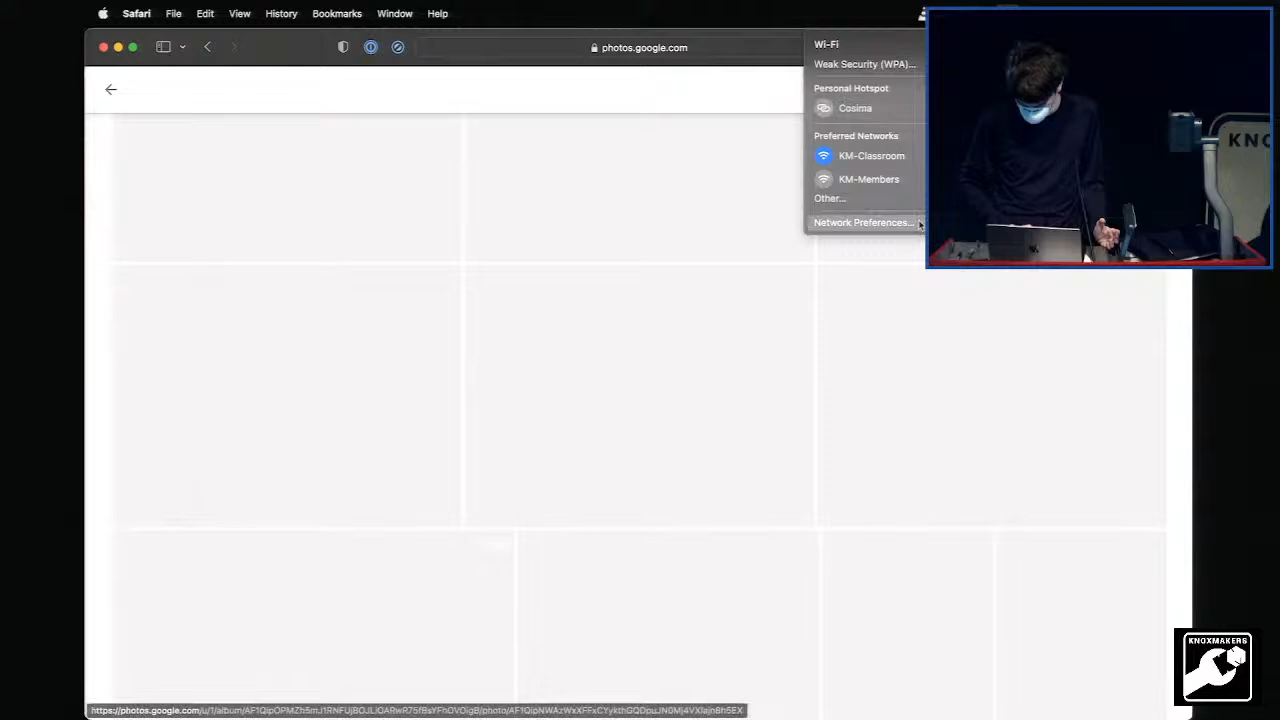 Safari File Edit View History Bookmarks Window Help
photos.google.com
Wi-Fi
Weak Security (WPA)...
Personal Hotspot
Cosima
Preferred Networks
KM-Classroom
KM-Members
Other...
Network Preferences...
KNO
KNOXMAKERS